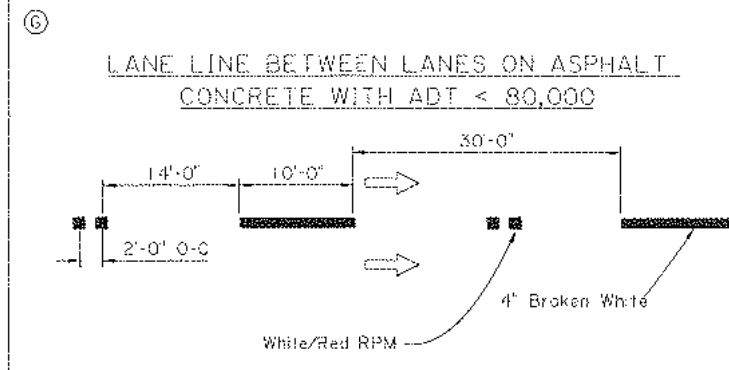 G
LANE LINE BETWEEN LANES ON ASPHALT
CONCRETE WITH ADT < 80,000
30'-0"
14'-0" 10'-0"
2'-0" O-O
4" Broken White
White/Red RPM